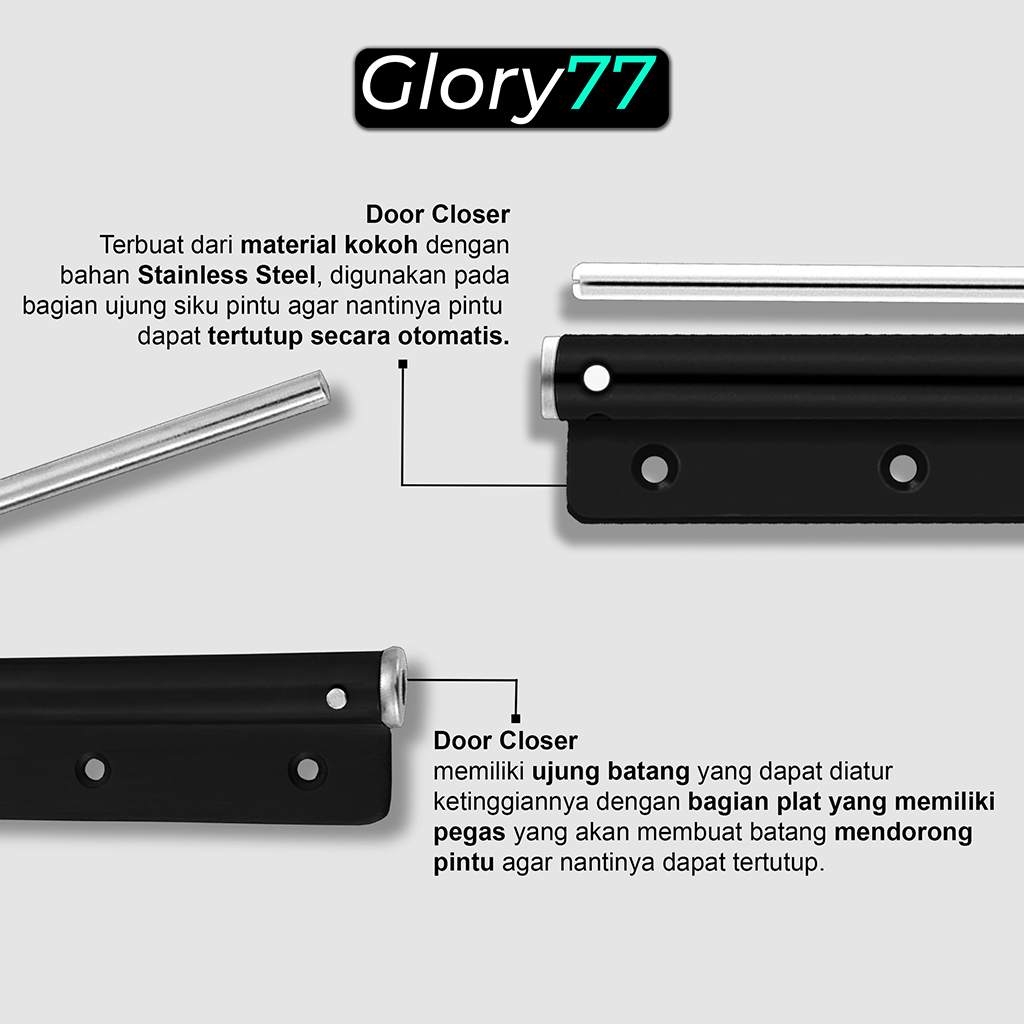 Glory77
Door Closer
Terbuat dari material kokoh dengan
bahan Stainless Steel, digunakan pada
bagian ujung siku pintu agar nantinya pintu
dapat tertutup secara otomatis.
Door Closer
memiliki ujung batang yang dapat diatur
ketinggiannya dengan bagian plat yang memiliki
pegas yang akan membuat batang mendorong
pintu agar nantinya dapat tertutup.